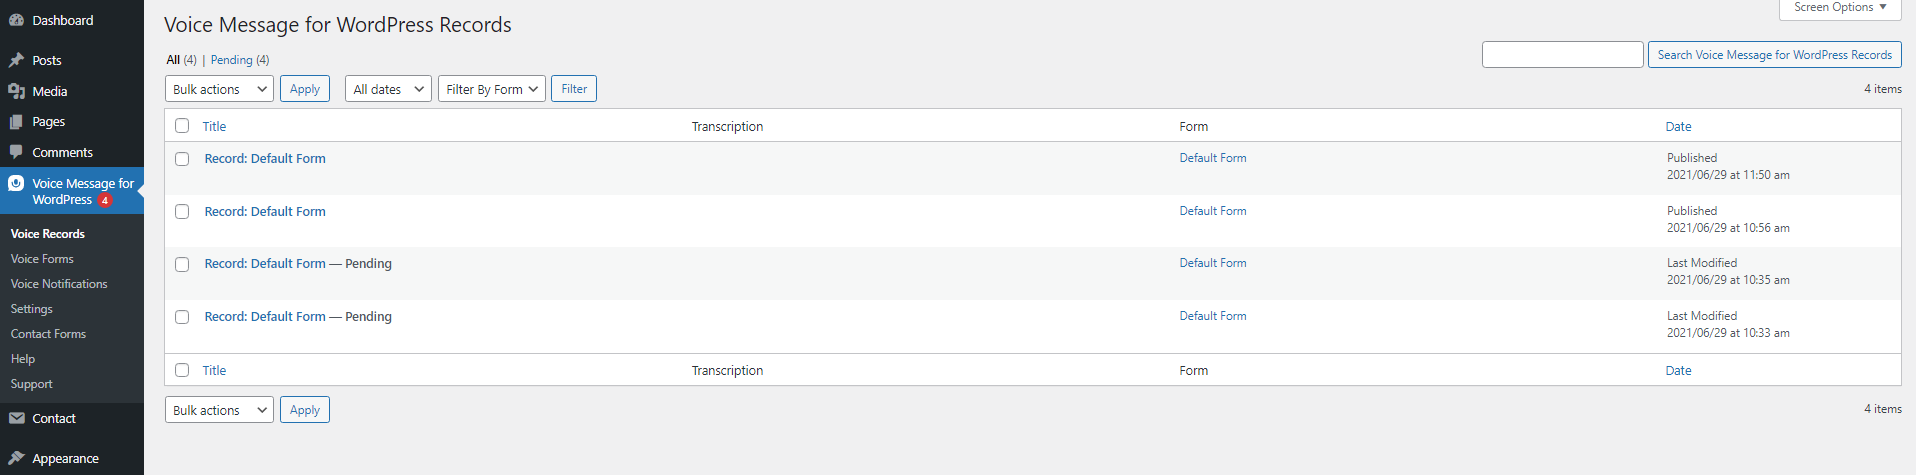 Dashboard
Posts
Media
Pages
Comments
Voice Message for
WordPress 4
Voice Records
Voice Forms
Voice Notifications
Settings
Contact Forms
Help
Support
Contact
Appearance
Screen Options
Voice Message for WordPress Records
All (4) | Pending (4)
Search Voice Message for WordPress Records
Bulk actions Apply All dates Filter By Form Filter 4 items
Title Transcription Form Date
Record: Default Form Default Form Published
2021/06/29 at 11:50 am
Record: Default Form Default Form Published
2021/06/29 at 10:56 am
Record: Default Form — Pending Default Form Last Modified
2021/06/29 at 10:35 am
Record: Default Form — Pending Default Form Last Modified
2021/06/29 at 10:33 am
Title Transcription Form Date
Bulk actions Apply 4 items